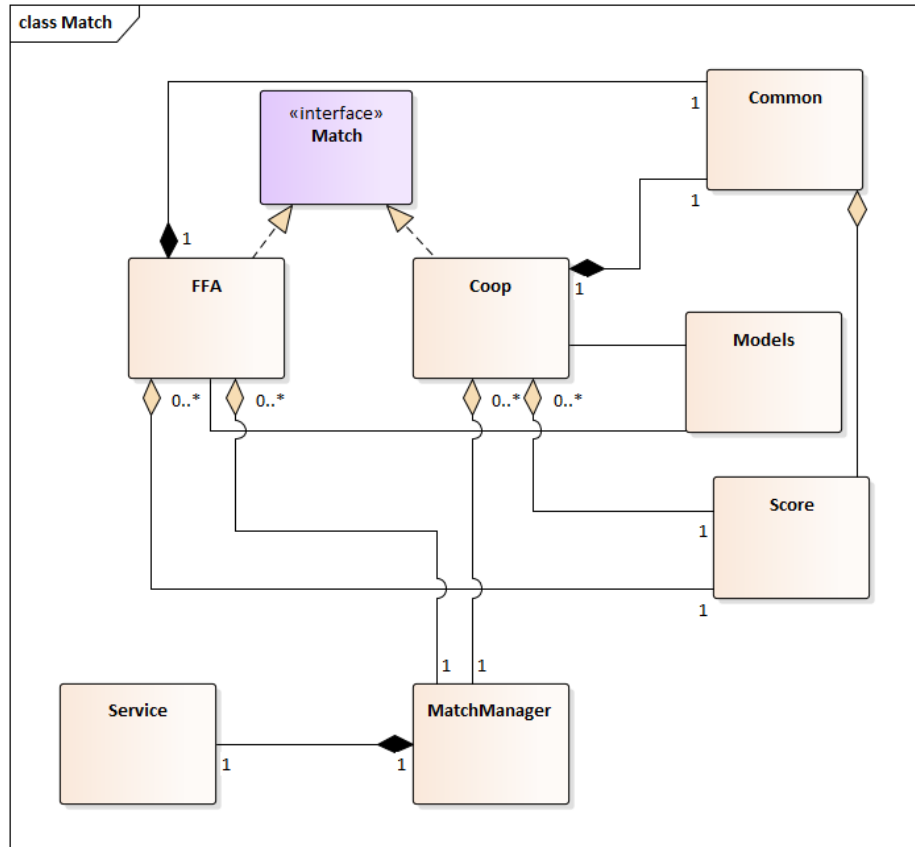 class Match
«interface»
Match
Common
1
1
1
FFA
Coop
1
Models
0..*
0..*
0..*
0..*
Score
1
1
1
1
Service
MatchManager
1
1